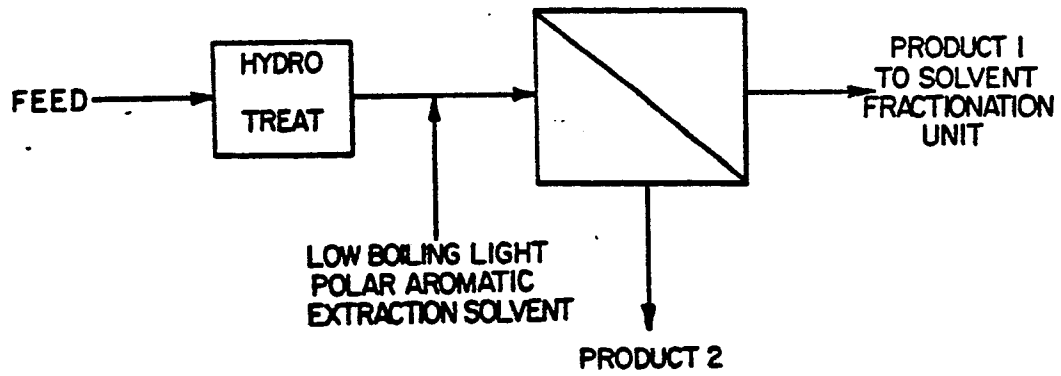 HYDRO
TREAT
FEED
PRODUCT 1
TO SOLVENT
FRACTIONATION
UNIT
LOW BOILING LIGHT
POLAR AROMATIC
EXTRACTION SOLVENT
PRODUCT 2